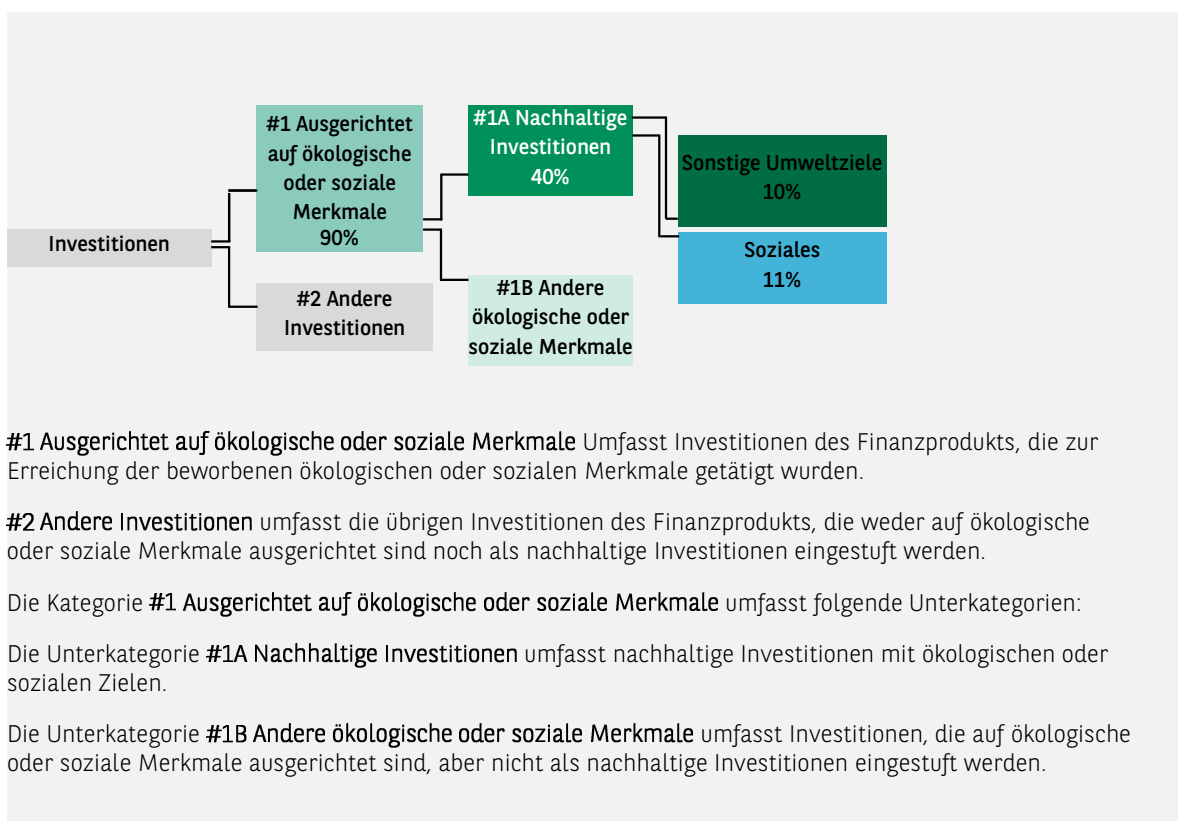 #1 Ausgerichtet
auf ökologische
oder soziale
Merkmale
90%
#1A Nachhaltige
Investitionen
40%
Sonstige Umweltziele
10%
Investitionen
Soziales
11%
#2 Andere
Investitionen
#1B Andere
ökologische oder
soziale Merkmale
#1 Ausgerichtet auf ökologische oder soziale Merkmale Umfasst Investitionen des Finanzprodukts, die zur
Erreichung der beworbenen ökologischen oder sozialen Merkmale getätigt wurden.
#2 Andere Investitionen umfasst die übrigen Investitionen des Finanzprodukts, die weder auf ökologische
oder soziale Merkmale ausgerichtet sind noch als nachhaltige Investitionen eingestuft werden.
Die Kategorie #1 Ausgerichtet auf ökologische oder soziale Merkmale umfasst folgende Unterkategorien:
Die Unterkategorie #1A Nachhaltige Investitionen umfasst nachhaltige Investitionen mit ökologischen oder
sozialen Zielen.
Die Unterkategorie #1B Andere ökologische oder soziale Merkmale umfasst Investitionen, die auf ökologische
oder soziale Merkmale ausgerichtet sind, aber nicht als nachhaltige Investitionen eingestuft werden.